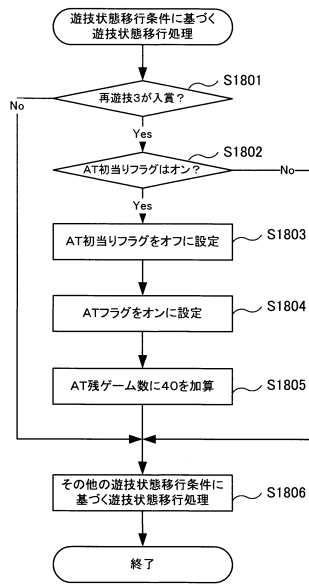 遊技状態移行条件に基づく
遊技状態移行処理
S1801
再遊技3が入賞？
No
Yes
S1802
AT初当りフラグはオン？
No
Yes
AT初当りフラグをオフに設定
S1803
ATフラグをオンに設定
S1804
AT残ゲーム数に40を加算
S1805
その他の遊技状態移行条件に
基づく遊技状態移行処理
S1806
終了